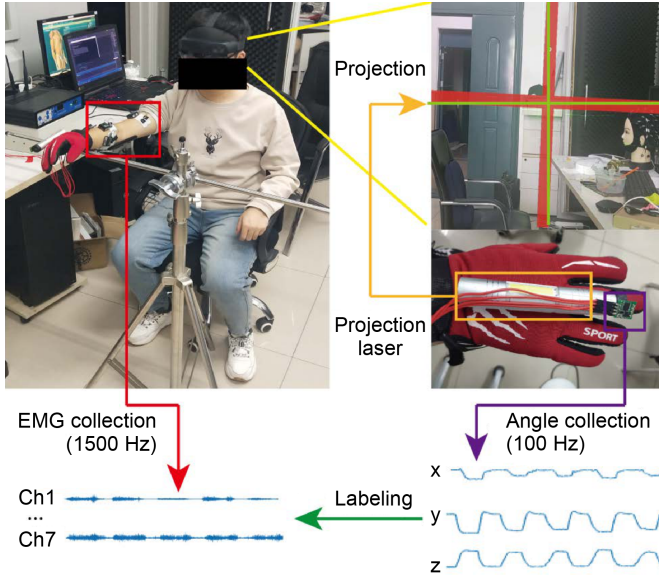 Projection
Projection
laser
SPORT
EMG collection
(1500 Hz)
Angle collection
(100 Hz)
Ch1
...
Ch7
Labeling
x
y
z